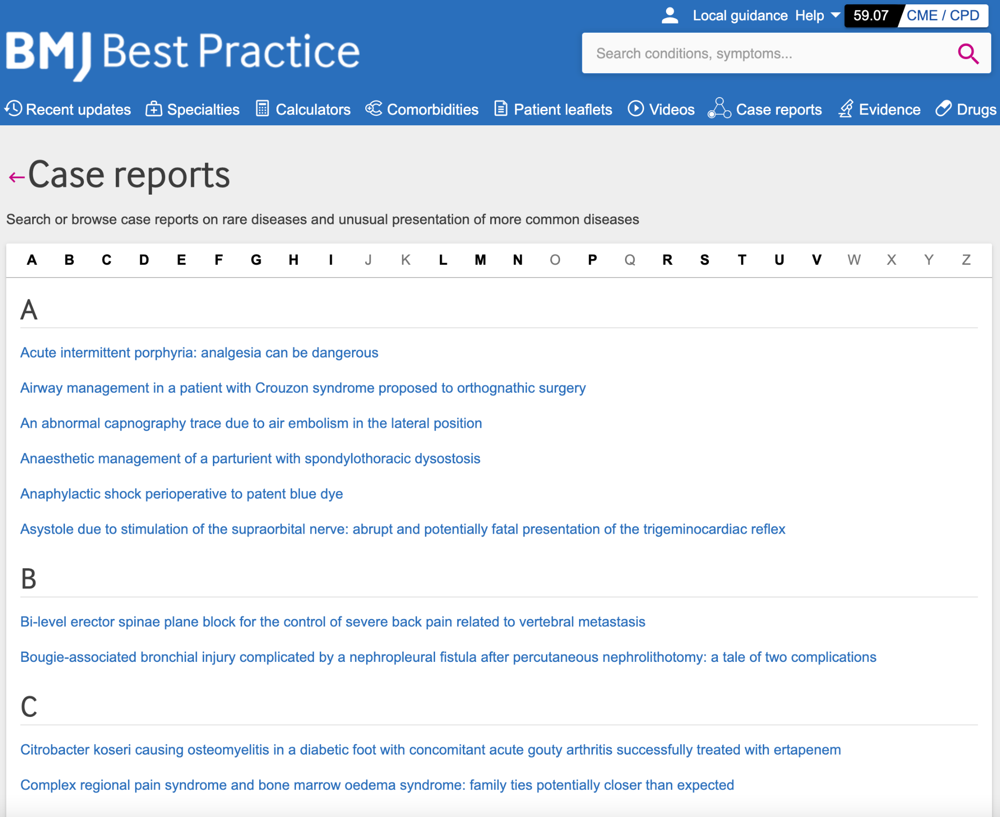 Local guidance Help 59.07 CME / CPD
BMJ Best Practice
Search conditions, symptoms...
Recent updates Specialties Calculators Comorbidities Patient leaflets Videos Case reports Evidence Drugs
←Case reports
Search or browse case reports on rare diseases and unusual presentation of more common diseases
A B C D E F G H I J K L M N O P Q R S T U V W X Y Z
A
Acute intermittent porphyria: analgesia can be dangerous
Airway management in a patient with Crouzon syndrome proposed to orthognathic surgery
An abnormal capnography trace due to air embolism in the lateral position
Anaesthetic management of a parturient with spondylothoracic dysostosis
Anaphylactic shock perioperative to patent blue dye
Asystole due to stimulation of the supraorbital nerve: abrupt and potentially fatal presentation of the trigeminocardiac reflex
B
Bi-level erector spinae plane block for the control of severe back pain related to vertebral metastasis
Bougie-associated bronchial injury complicated by a nephropleural fistula after percutaneous nephrolithotomy: a tale of two complications
C
Citrobacter koseri causing osteomyelitis in a diabetic foot with concomitant acute gouty arthritis successfully treated with ertapenem
Complex regional pain syndrome and bone marrow oedema syndrome: family ties potentially closer than expected